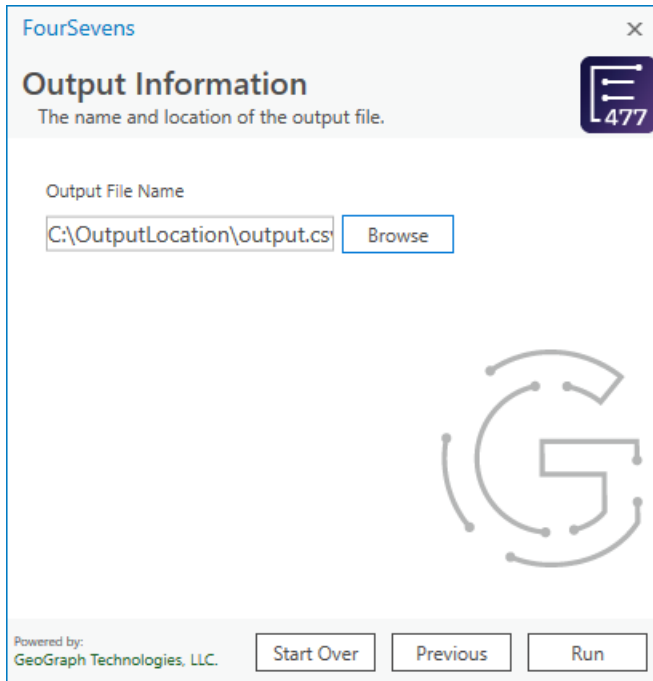 FourSevens
Output Information
The name and location of the output file.
477
Output File Name
C:\OutputLocation\output.csv
Browse
Powered by:
GeoGraph Technologies, LLC.
Start Over
Previous
Run